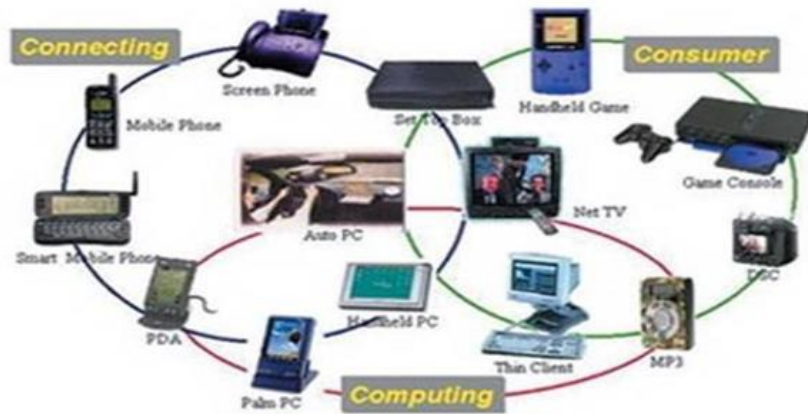 Connecting
Consumer
Screen Phone
Handheld Game
Set Top Box
Mobile Phone
Game Console
Net TV
Auto PC
Smart Mobile Phone
DSC
PDA
Handheld PC
Thin Client
MP3
Palm PC
Computing